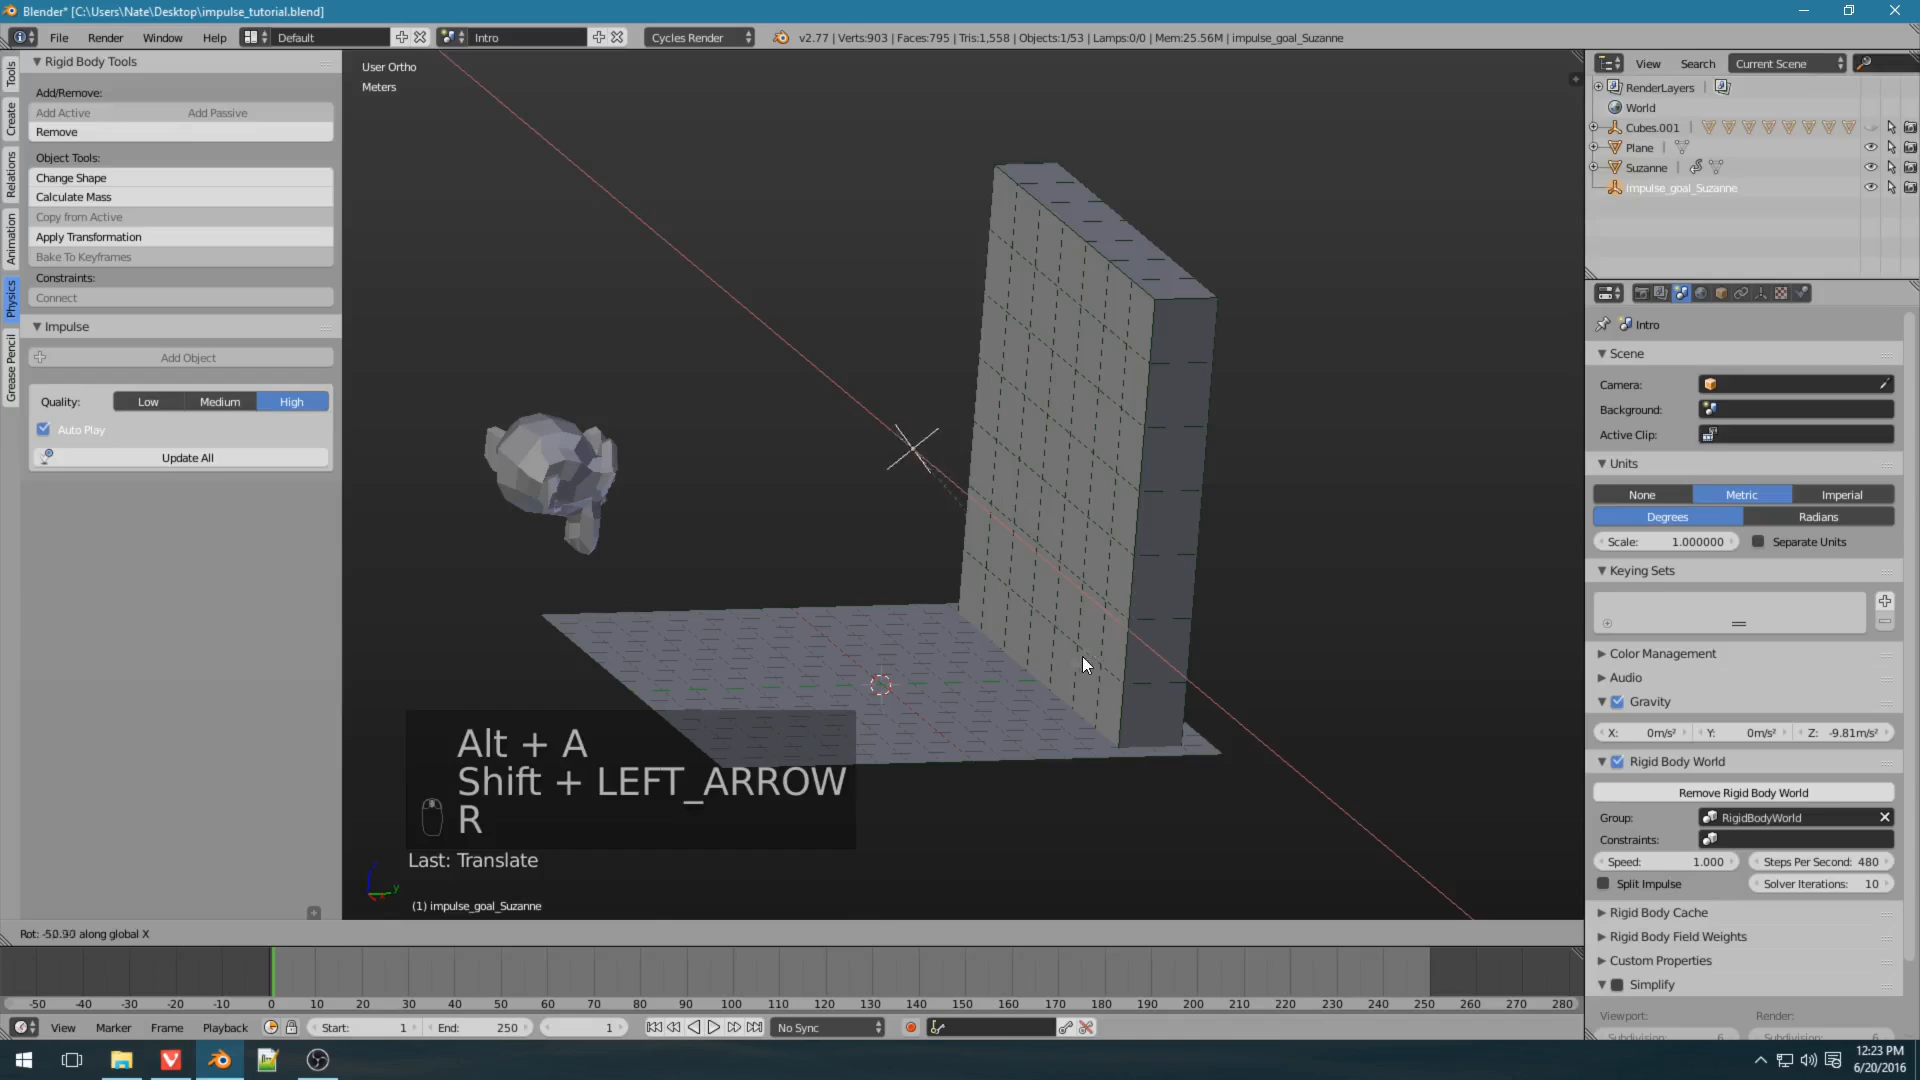 Blender* [C:\Users\Nate\Desktop\impulse_tutorial.blend]
File Render Window Help Default Intro Cycles Render v2.77 | Verts:903 | Faces:795 | Tris:1,558 | Objects:1/53 | Lamps:0/0 | Mem:25.56M | impulse_goal_Suzanne
Tools
Create
Relations
Animation
Physics
Grease Pencil
Rigid Body Tools
Add/Remove:
Add Active Add Passive
Remove
Object Tools:
Change Shape
Calculate Mass
Copy from Active
Apply Transformation
Bake To Keyframes
Constraints:
Connect
Impulse
Add Object
Quality: Low Medium High
Auto Play
Update All
User Ortho
Meters
Alt + A
Shift + LEFT_ARROW
R
Last: Translate
y
(1) impulse_goal_Suzanne
View Search Current Scene
RenderLayers
World
Cubes.001
Plane
Suzanne
impulse_goal_Suzanne
Intro
Scene
Camera:
Background:
Active Clip:
Units
None Metric Imperial
Degrees Radians
Scale: 1.000000 Separate Units
Keying Sets
Color Management
Audio
Gravity
X: 0m/s² Y: 0m/s² Z: -9.81m/s²
Rigid Body World
Remove Rigid Body World
Group: RigidBodyWorld
Constraints:
Speed: 1.000 Steps Per Second: 480
Split Impulse Solver Iterations: 10
Rigid Body Cache
Rigid Body Field Weights
Custom Properties
Simplify
Viewport: Render:
Subdivision: 6 Subdivision: 6
Rot: -50.90 along global X
-50 -40 -30 -20 -10 0 10 20 30 40 50 60 70 80 90 100 110 120 130 140 150 160 170 180 190 200 210 220 230 240 250 260 270 280
View Marker Frame Playback Start: 1 End: 250 1 No Sync
12:23 PM
6/20/2016